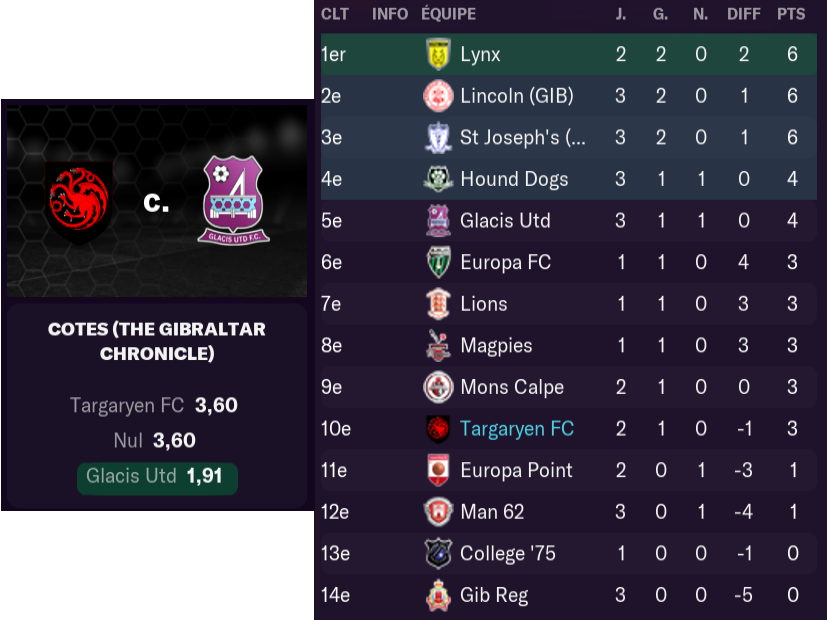 c.
GLACIS UTD F.C.
COTES (THE GIBRALTAR
CHRONICLE)
Targaryen FC 3,60
Nul 3,60
Glacis Utd 1,91
CLT INFO ÉQUIPE J. G. N. DIFF PTS
1er Lynx 2 2 0 2 6
2e Lincoln (GIB) 3 2 0 1 6
3e St Joseph's (... 3 2 0 1 6
4e Hound Dogs 3 1 1 0 4
5e Glacis Utd 3 1 1 0 4
6e Europa FC 1 1 0 4 3
7e Lions 1 1 0 3 3
8e Magpies 1 1 0 3 3
9e Mons Calpe 2 1 0 0 3
10e Targaryen FC 2 1 0 -1 3
11e Europa Point 2 0 1 -3 1
12e Man 62 3 0 1 -4 1
13e College '75 1 0 0 -1 0
14e Gib Reg 3 0 0 -5 0